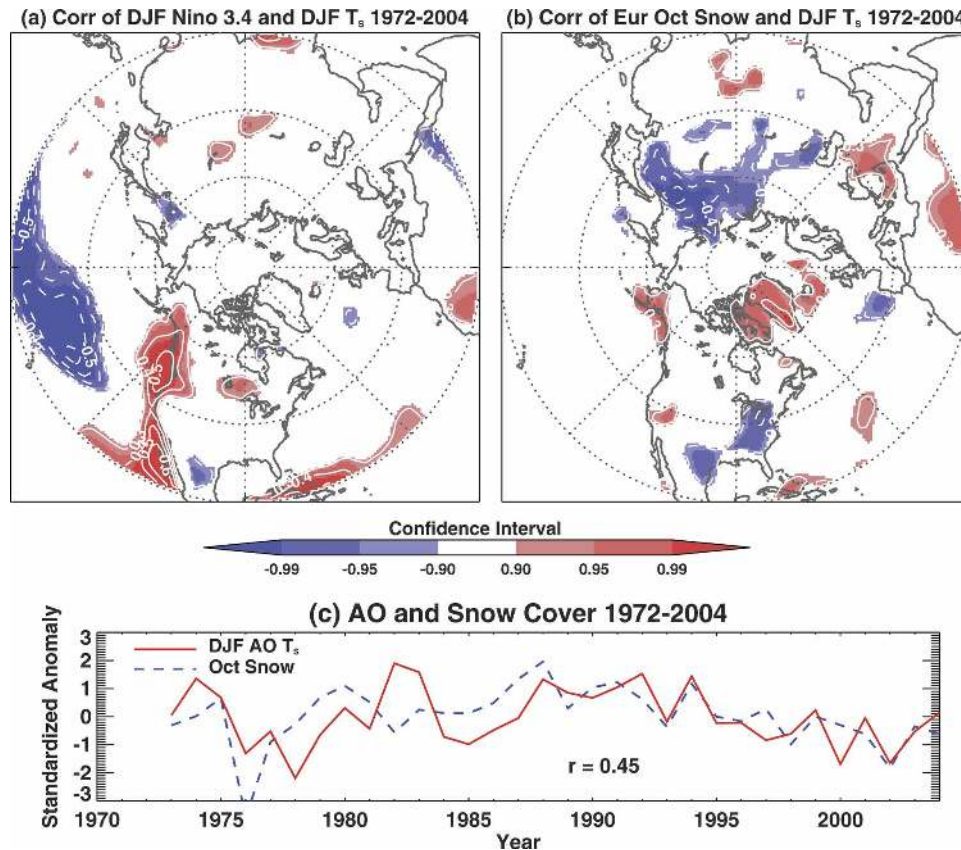 (a) Corr of DJF Nino 3.4 and DJF Ts 1972-2004
(b) Corr of Eur Oct Snow and DJF Ts 1972-2004
Confidence Interval
-0.99 -0.95 -0.90 0.90 0.95 0.99
(c) AO and Snow Cover 1972-2004
Standardized Anomaly
3
2
1
0
-1
-2
-3
DJF AO Ts
Oct Snow
r = 0.45
1970 1975 1980 1985 1990 1995 2000
Year